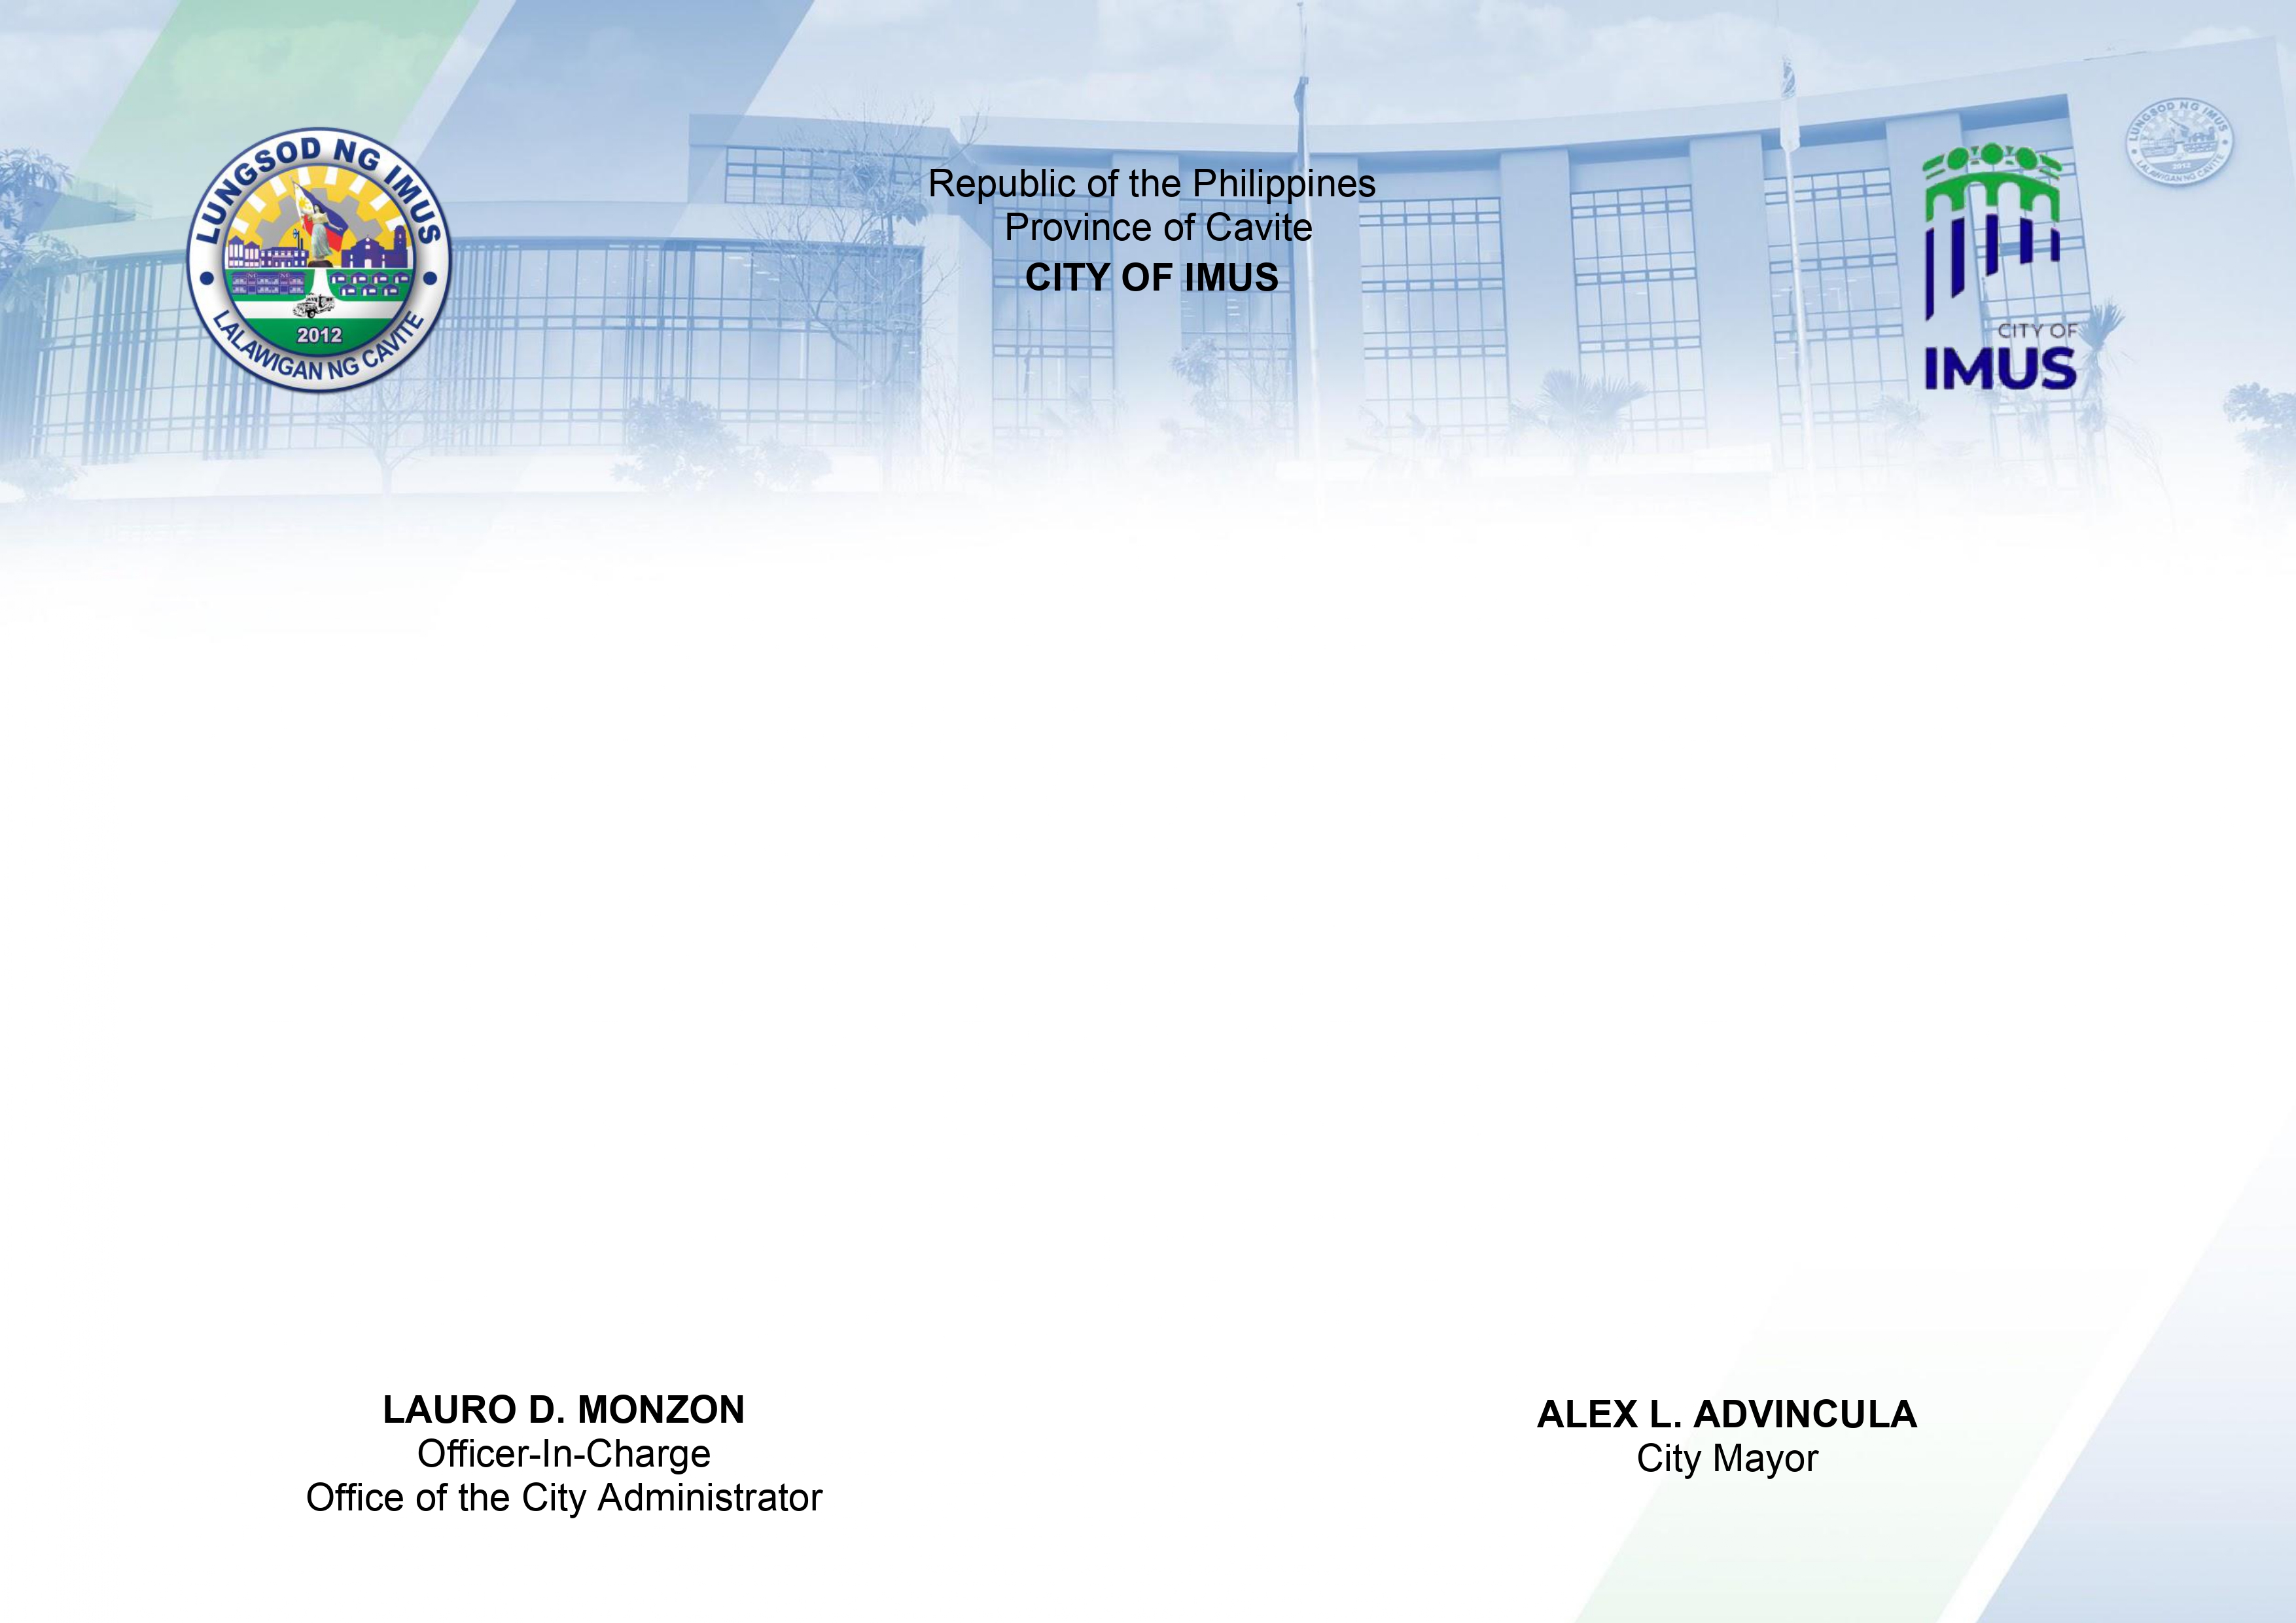 LUNGSOD NG IMUS
2012
LALAWIGAN NG CAVITE
Republic of the Philippines
Province of Cavite
CITY OF IMUS
CITY OF
IMUS
LUNGSOD NG IMUS
2012
LALAWIGAN NG CAVITE
LAURO D. MONZON
Officer-In-Charge
Office of the City Administrator
ALEX L. ADVINCULA
City Mayor